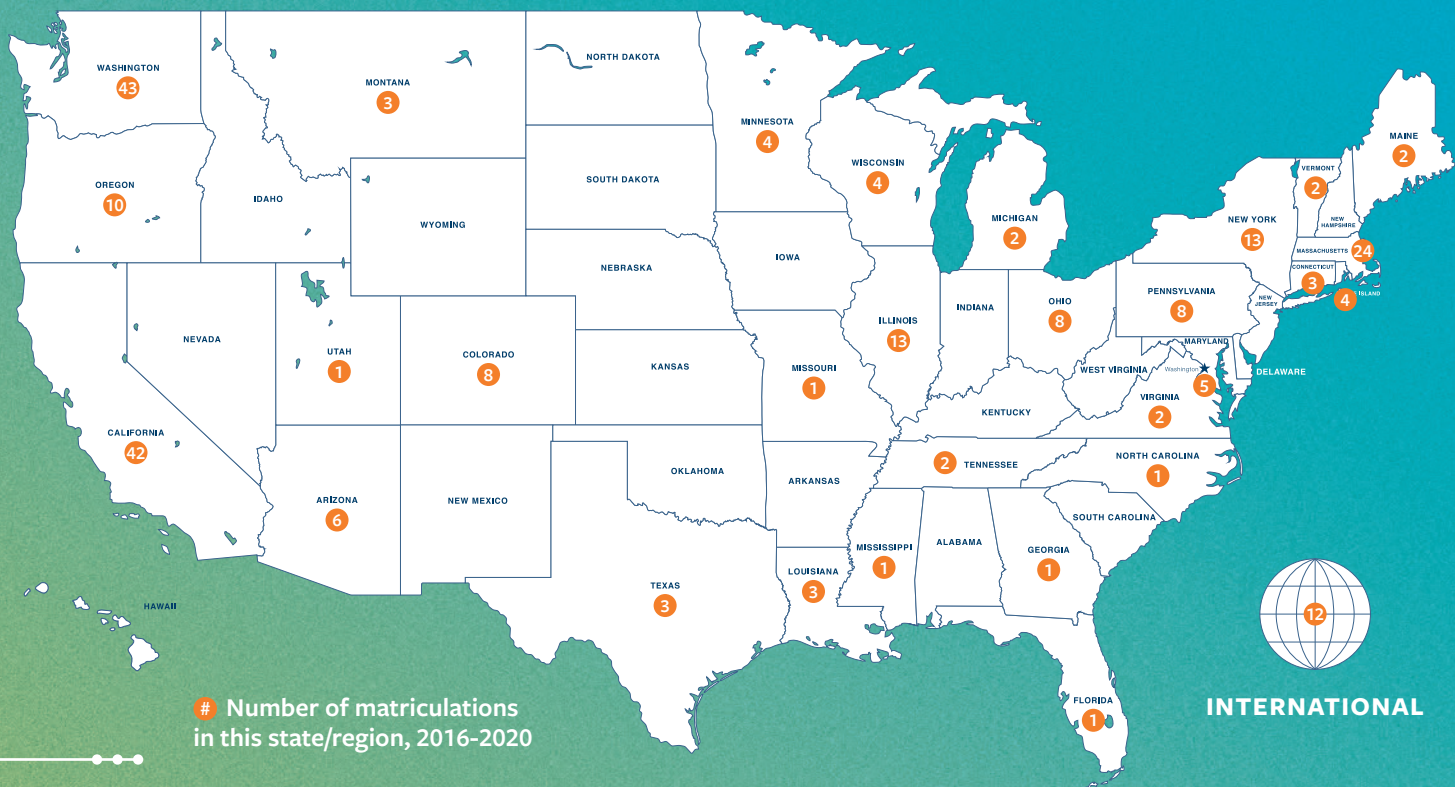 WASHINGTON
43
MONTANA
3
NORTH DAKOTA
MINNESOTA
4
MAINE
2
OREGON
10
IDAHO
WYOMING
SOUTH DAKOTA
WISCONSIN
4
MICHIGAN
2
VERMONT
2
NEW
HAMPSHIRE
NEW YORK
13
MASSACHUSETTS
24
CONNECTICUT
3
4
ISLAND
NEBRASKA
IOWA
ILLINOIS
13
INDIANA
OHIO
8
PENNSYLVANIA
8
NEW
JERSEY
NEVADA
UTAH
1
COLORADO
8
KANSAS
MISSOURI
1
WEST VIRGINIA
MARYLAND
Washington
5
DELAWARE
VIRGINIA
2
KENTUCKY
CALIFORNIA
42
ARIZONA
6
NEW MEXICO
OKLAHOMA
ARKANSAS
2
TENNESSEE
NORTH CAROLINA
1
SOUTH CAROLINA
TEXAS
3
LOUISIANA
3
MISSISSIPPI
1
ALABAMA
GEORGIA
1
FLORIDA
1
HAWAII
12
INTERNATIONAL
# Number of matriculations
in this state/region, 2016-2020